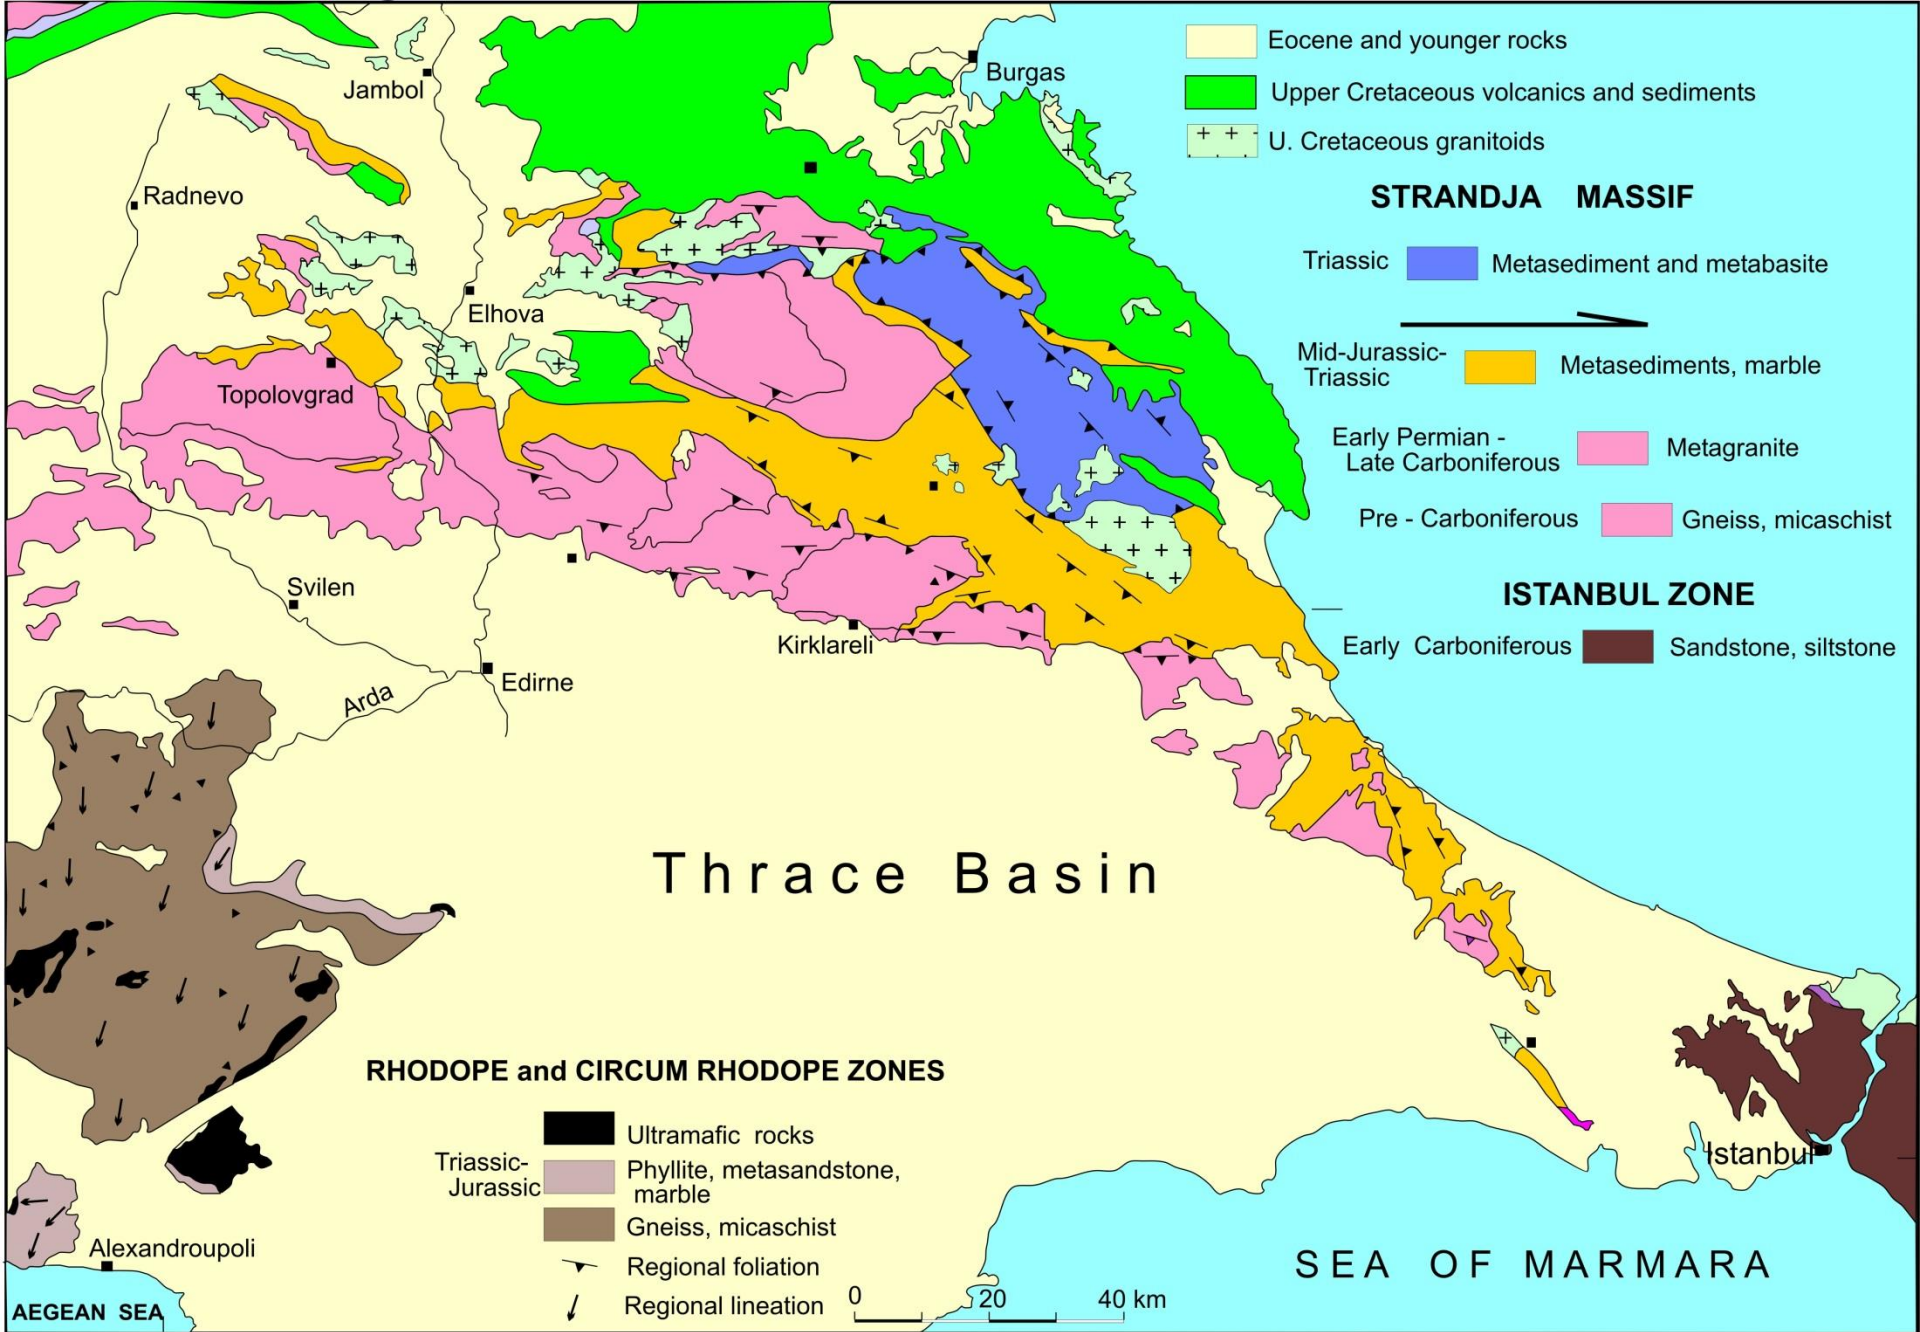 Eocene and younger rocks
Burgas
Jambol
Upper Cretaceous volcanics and sediments
U. Cretaceous granitoids
Radnevo
STRANDJA MASSIF
Triassic
Metasediment and metabasite
Elhova
Mid-Jurassic-
Triassic
Metasediments, marble
Topolovgrad
Early Permian -
Late Carboniferous
Metagranite
Pre - Carboniferous
Gneiss, micaschist
Svilen
ISTANBUL ZONE
Kirklareli
Early Carboniferous
Sandstone, siltstone
Edirne
Arda
Thrace Basin
RHODOPE and CIRCUM RHODOPE ZONES
Ultramafic rocks
Triassic-
Jurassic
Phyllite, metasandstone,
marble
Istanbul
Gneiss, micaschist
Alexandroupoli
Regional foliation
SEA OF MARMARA
Regional lineation
0 20 40 km
AEGEAN SEA